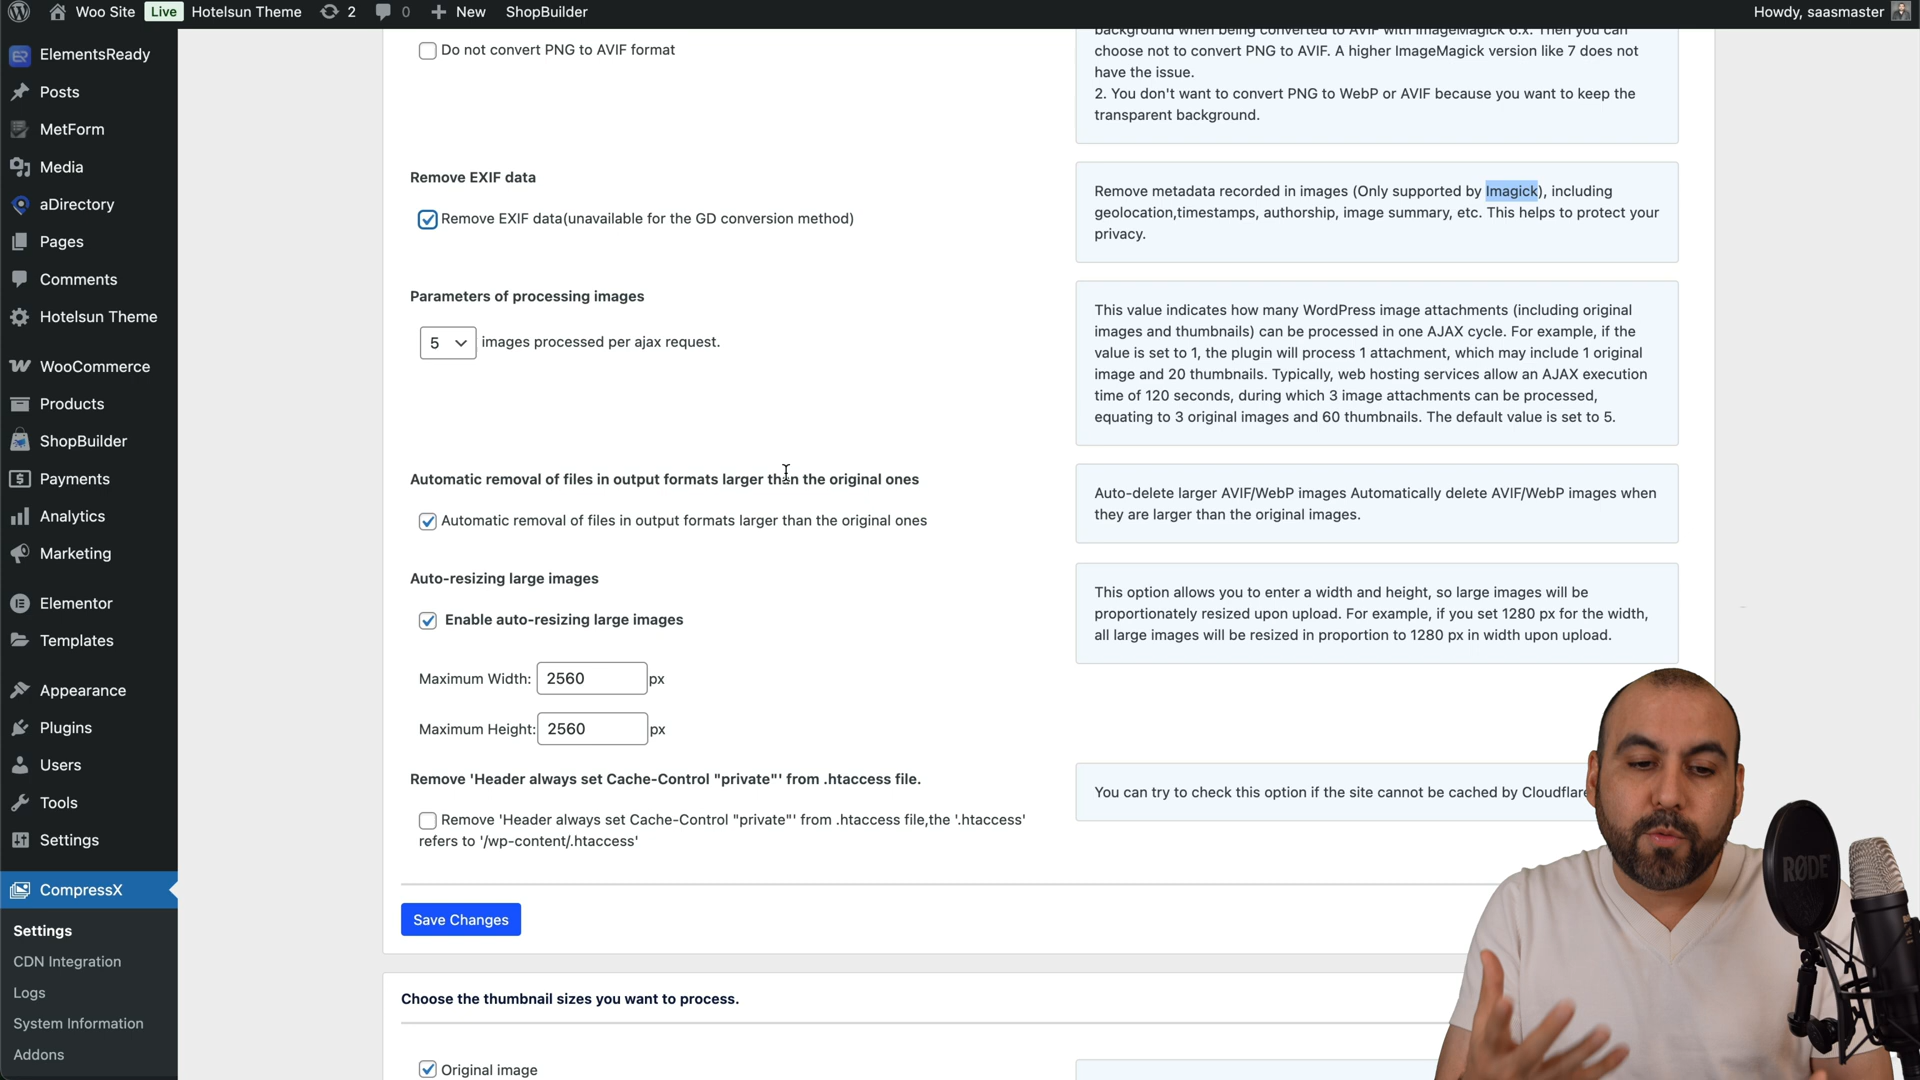 Woo Site Live Hotelsun Theme 2 0 New ShopBuilder Howdy, saasmaster
ElementsReady
Posts
MetForm
Media
aDirectory
Pages
Comments
Hotelsun Theme
WooCommerce
Products
ShopBuilder
Payments
Analytics
Marketing
Elementor
Templates
Appearance
Plugins
Users
Tools
Settings
CompressX
Settings
CDN Integration
Logs
System Information
Addons
Do not convert PNG to AVIF format
background when being converted to AVIF with ImageMagick 6.x. Then you can
choose not to convert PNG to AVIF. A higher ImageMagick version like 7 does not
have the issue.
2. You don't want to convert PNG to WebP or AVIF because you want to keep the
transparent background.
Remove EXIF data
Remove EXIF data(unavailable for the GD conversion method)
Remove metadata recorded in images (Only supported by Imagick), including
geolocation,timestamps, authorship, image summary, etc. This helps to protect your
privacy.
Parameters of processing images
5 images processed per ajax request.
This value indicates how many WordPress image attachments (including original
images and thumbnails) can be processed in one AJAX cycle. For example, if the
value is set to 1, the plugin will process 1 attachment, which may include 1 original
image and 20 thumbnails. Typically, web hosting services allow an AJAX execution
time of 120 seconds, during which 3 image attachments can be processed,
equating to 3 original images and 60 thumbnails. The default value is set to 5.
Automatic removal of files in output formats larger than the original ones
Automatic removal of files in output formats larger than the original ones
Auto-delete larger AVIF/WebP images Automatically delete AVIF/WebP images when
they are larger than the original images.
Auto-resizing large images
Enable auto-resizing large images
Maximum Width: 2560 px
Maximum Height: 2560 px
This option allows you to enter a width and height, so large images will be
proportionately resized upon upload. For example, if you set 1280 px for the width,
all large images will be resized in proportion to 1280 px in width upon upload.
Remove 'Header always set Cache-Control "private"' from .htaccess file.
Remove 'Header always set Cache-Control "private"' from .htaccess file,the '.htaccess'
refers to '/wp-content/.htaccess'
You can try to check this option if the site cannot be cached by Cloudflare
Save Changes
Choose the thumbnail sizes you want to process.
Original image
RØDE